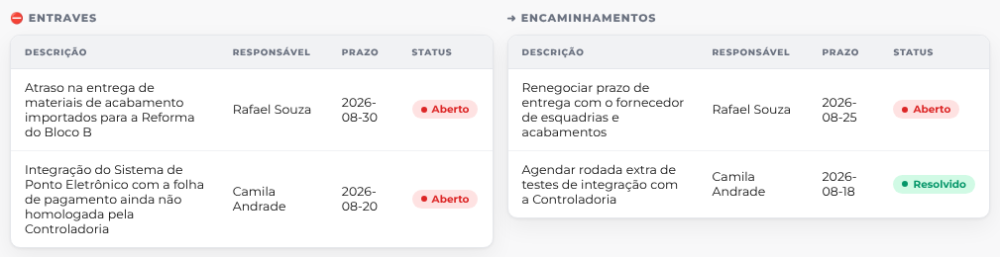 ⛔ ENTRAVES
DESCRIÇÃO RESPONSÁVEL PRAZO STATUS
Atraso na entrega de
materiais de acabamento
importados para a Reforma
do Bloco B
Rafael Souza
2026-
08-30
Aberto
Integração do Sistema de
Ponto Eletrônico com a folha
de pagamento ainda não
homologada pela
Controladoria
Camila
Andrade
2026-
08-20
Aberto
➜ ENCAMINHAMENTOS
DESCRIÇÃO RESPONSÁVEL PRAZO STATUS
Renegociar prazo de
entrega com o fornecedor
de esquadrias e
acabamentos
Rafael Souza
2026-
08-25
Aberto
Agendar rodada extra de
testes de integração com
a Controladoria
Camila
Andrade
2026-
08-18
Resolvido